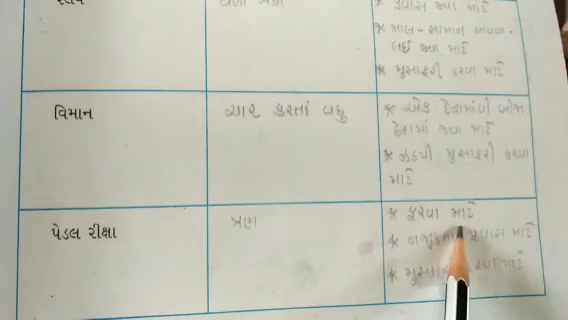 * પ્રવાસ જવા માટે
* માલ-સામાન લાવવા-
લઈ જવા માટે
* મુસાફરી કરવા માટે
વિમાન
ચાર કરતાં વધુ
* એક દેશમાંથી બીજા
દેશમાં જવા માટે
* ઝડપી મુસાફરી કરવા
માટે
પેડલ રીક્ષા
ત્રણ
* ફરવા માટે
* નજીકના પ્રવાસ માટે
* મુસાફરી કરવા માટે